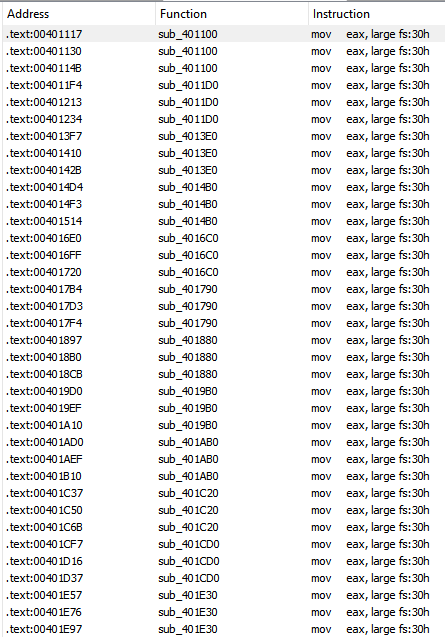 Address Function Instruction
.text:00401117 sub_401100 mov eax, large fs:30h
.text:00401130 sub_401100 mov eax, large fs:30h
.text:0040114B sub_401100 mov eax, large fs:30h
.text:004011F4 sub_4011D0 mov eax, large fs:30h
.text:00401213 sub_4011D0 mov eax, large fs:30h
.text:00401234 sub_4011D0 mov eax, large fs:30h
.text:004013F7 sub_4013E0 mov eax, large fs:30h
.text:00401410 sub_4013E0 mov eax, large fs:30h
.text:0040142B sub_4013E0 mov eax, large fs:30h
.text:004014D4 sub_4014B0 mov eax, large fs:30h
.text:004014F3 sub_4014B0 mov eax, large fs:30h
.text:00401514 sub_4014B0 mov eax, large fs:30h
.text:004016E0 sub_4016C0 mov eax, large fs:30h
.text:004016FF sub_4016C0 mov eax, large fs:30h
.text:00401720 sub_4016C0 mov eax, large fs:30h
.text:004017B4 sub_401790 mov eax, large fs:30h
.text:004017D3 sub_401790 mov eax, large fs:30h
.text:004017F4 sub_401790 mov eax, large fs:30h
.text:00401897 sub_401880 mov eax, large fs:30h
.text:004018B0 sub_401880 mov eax, large fs:30h
.text:004018CB sub_401880 mov eax, large fs:30h
.text:004019D0 sub_4019B0 mov eax, large fs:30h
.text:004019EF sub_4019B0 mov eax, large fs:30h
.text:00401A10 sub_4019B0 mov eax, large fs:30h
.text:00401AD0 sub_401AB0 mov eax, large fs:30h
.text:00401AEF sub_401AB0 mov eax, large fs:30h
.text:00401B10 sub_401AB0 mov eax, large fs:30h
.text:00401C37 sub_401C20 mov eax, large fs:30h
.text:00401C50 sub_401C20 mov eax, large fs:30h
.text:00401C6B sub_401C20 mov eax, large fs:30h
.text:00401CF7 sub_401CD0 mov eax, large fs:30h
.text:00401D16 sub_401CD0 mov eax, large fs:30h
.text:00401D37 sub_401CD0 mov eax, large fs:30h
.text:00401E57 sub_401E30 mov eax, large fs:30h
.text:00401E76 sub_401E30 mov eax, large fs:30h
.text:00401E97 sub_401E30 mov eax, large fs:30h